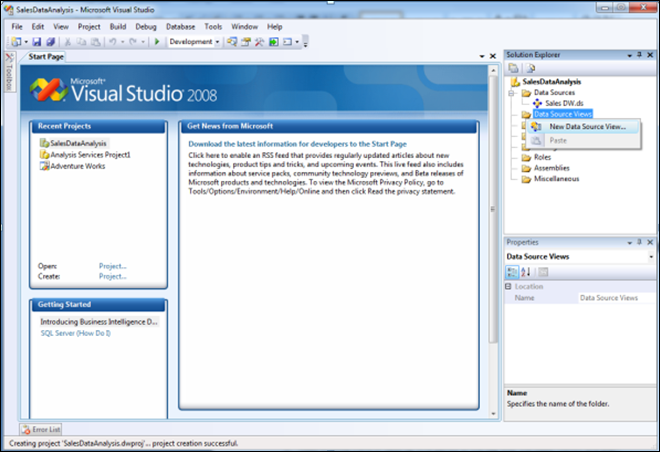 SalesDataAnalysis - Microsoft Visual Studio
File Edit View Project Build Debug Database Tools Window Help
Development
Toolbox
Start Page
Microsoft®
Visual Studio® 2008
Recent Projects
SalesDataAnalysis
Analysis Services Project1
Adventure Works
Open: Project...
Create: Project...
Getting Started
Introducing Business Intelligence D...
SQL Server (How Do I)
Get News from Microsoft
Download the latest information for developers to the Start Page
Click here to enable an RSS feed that provides regularly updated articles about new
technologies, product tips and tricks, and upcoming events. This live feed also includes
information about service packs, community technology previews, and Beta releases of
Microsoft products and technologies. To view the Microsoft Privacy Policy, go to
Tools/Options/Environment/Help/Online and then click Read the privacy statement.
Solution Explorer
SalesDataAnalysis
Data Sources
Sales DW.ds
Data Source Views
New Data Source View...
Paste
Roles
Assemblies
Miscellaneous
Properties
Data Source Views
Location
Name Data Source Views
Name
Specifies the name of the folder.
Error List
Creating project 'SalesDataAnalysis.dwproj'... project creation successful.